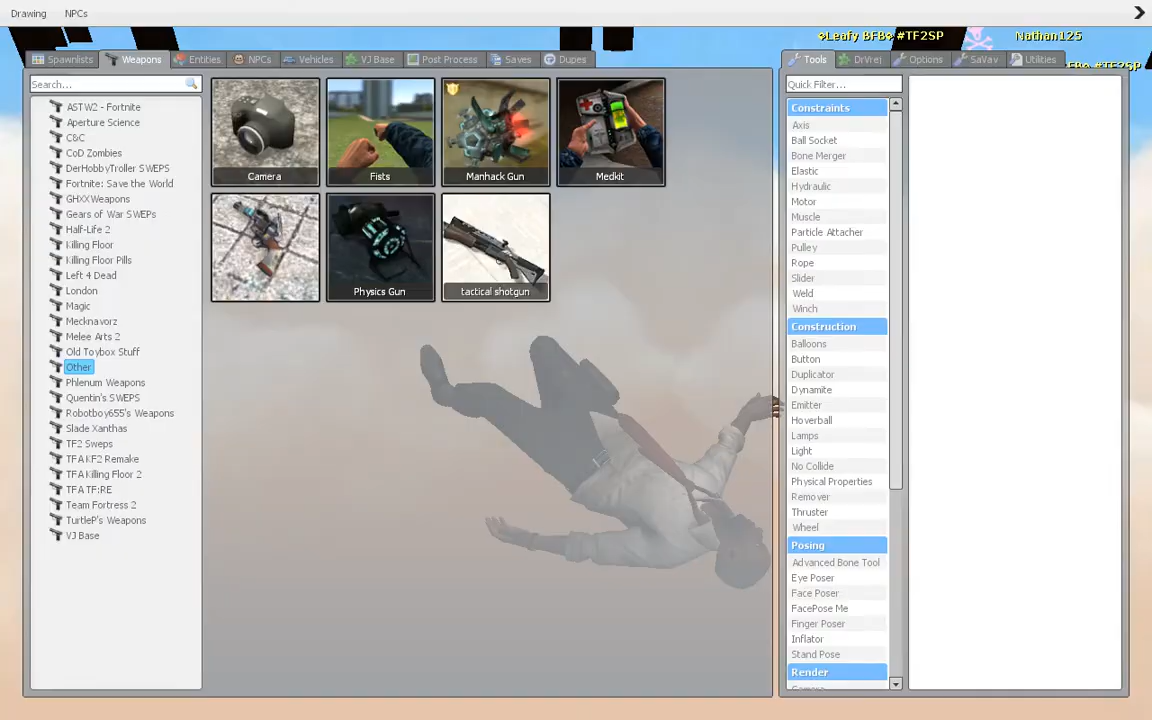 Drawing NPCs
Leafy BFB #TF2SP
Nathan125
BFB #TF2SP
Spawnlists Weapons Entities NPCs Vehicles VJ Base Post Process Saves Dupes
Tools DrVrej Options SaVav Utilities
Search...
ASTW2 - Fortnite
Aperture Science
C&C
CoD Zombies
DerHobbyTroller SWEPS
Fortnite: Save the World
GHXXWeapons
Gears of War SWEPs
Half-Life 2
Killing Floor
Killing Floor Pills
Left 4 Dead
London
Magic
Mecknavorz
Melee Arts 2
Old Toybox Stuff
Other
Phlenum Weapons
Quentin's SWEPS
Robotboy655's Weapons
Slade Xanthas
TF2 Sweps
TFA KF2 Remake
TFA Killing Floor 2
TFA TF:RE
Team Fortress 2
TurtleP's Weapons
VJ Base
Camera
Fists
Manhack Gun
Medkit
Physics Gun
tactical shotgun
Quick Filter...
Constraints
Axis
Ball Socket
Bone Merger
Elastic
Hydraulic
Motor
Muscle
Particle Attacher
Pulley
Rope
Slider
Weld
Winch
Construction
Balloons
Button
Duplicator
Dynamite
Emitter
Hoverball
Lamps
Light
No Collide
Physical Properties
Remover
Thruster
Wheel
Posing
Advanced Bone Tool
Eye Poser
Face Poser
FacePose Me
Finger Poser
Inflator
Stand Pose
Render
Camera